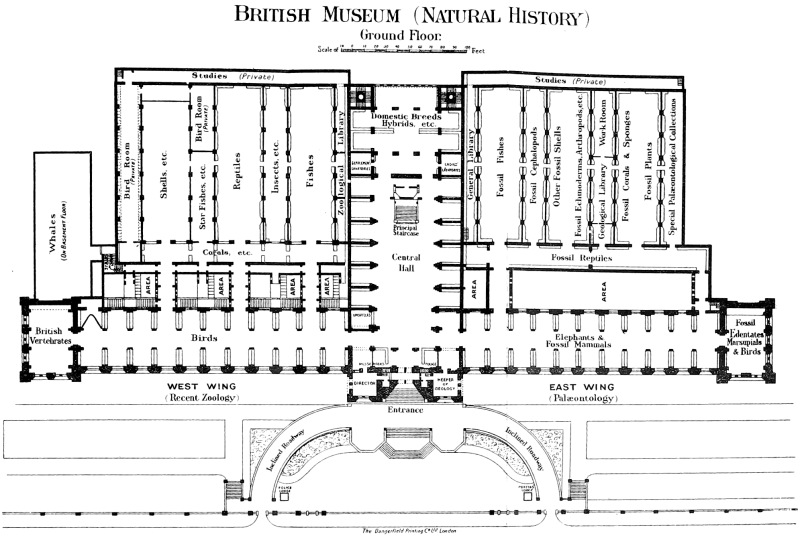 BRITISH MUSEUM (NATURAL HISTORY)
Ground Floor.
Scale of
Feet
Studies (Private)
Studies (Private)
Domestic Breeds
Hybrids, etc.
Bird Room
(Private)
Shells, etc.
Bird Room
(Private)
Star Fishes, etc.
Reptiles
Insects, etc.
Fishes
Zoological Library
General Library
Fossil Fishes
Fossil Cephalopods
Other Fossil Shells
Fossil Echinoderms, Arthropods, etc.
Work Room
Geological Library
Fossil Corals & Sponges
Fossil Plants
Special Palæontological Collections
Whales
(On Basement Floor)
Principal
Staircase
Central
Hall
Corals, etc.
Fossil Reptiles
AREA
AREA
AREA
AREA
AREA
AREA
British
Vertebrates
Birds
Elephants &
Fossil Mammals
Fossil
Edentates
Marsupials
& Birds
DIRECTOR
KEEPER
OF
GEOLOGY
WEST WING
(Recent Zoology)
EAST WING
(Palæontology)
Entrance
Inclined Roadway
Inclined Roadway
The Dangerfield Printing Co. Ltd. London